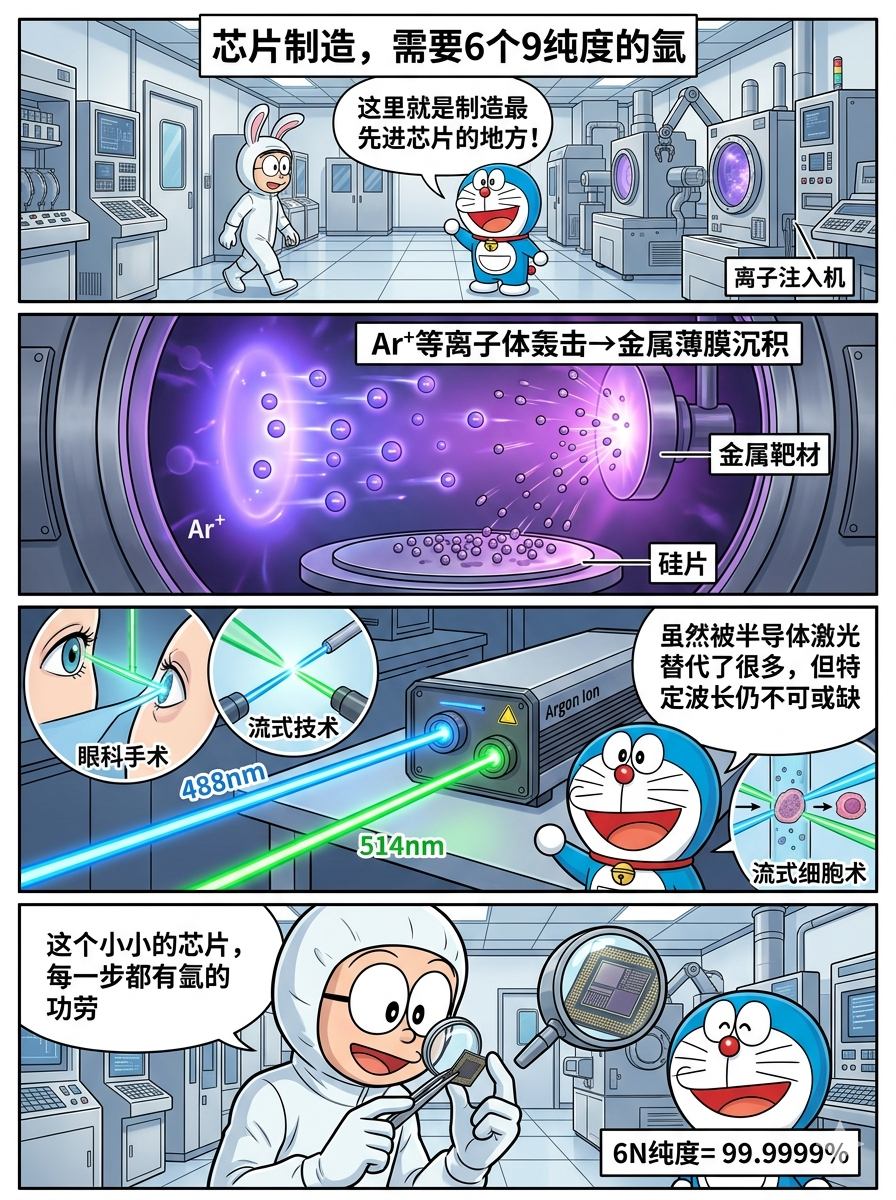 芯片制造，需要6个9纯度的氩
这里就是制造最
先进芯片的地方！
离子注入机
Ar⁺等离子体轰击→金属薄膜沉积
金属靶材
Ar⁺
硅片
虽然被半导体激光
替代了很多，但特
定波长仍不可或缺
眼科手术
流式技术
Argon Ion
488nm
514nm
流式细胞术
这个小小的芯片，
每一步都有氩的
功劳
6N纯度= 99.9999%